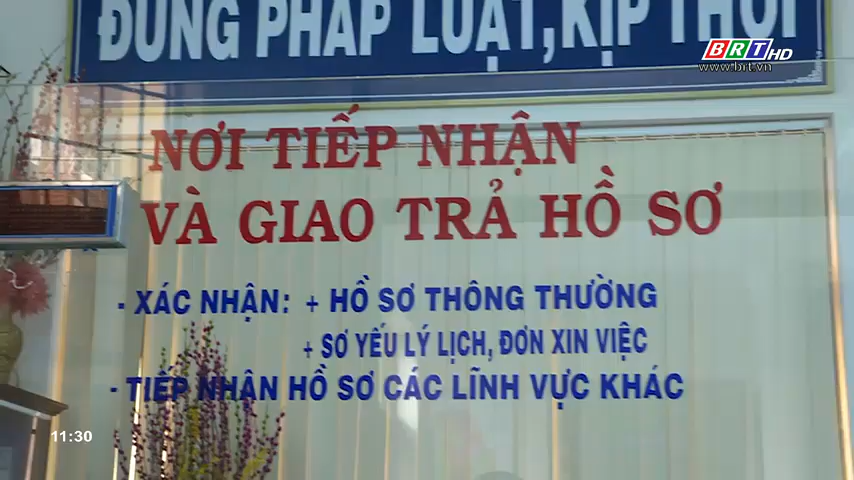 ĐÚNG PHÁP LUẬT, KỊP THỜI
BRT HD
www.brt.vn
NƠI TIẾP NHẬN
VÀ GIAO TRẢ HỒ SƠ
- XÁC NHẬN: + HỒ SƠ THÔNG THƯỜNG
+ SƠ YẾU LÝ LỊCH, ĐƠN XIN VIỆC
- TIẾP NHẬN HỒ SƠ CÁC LĨNH VỰC KHÁC
11:30